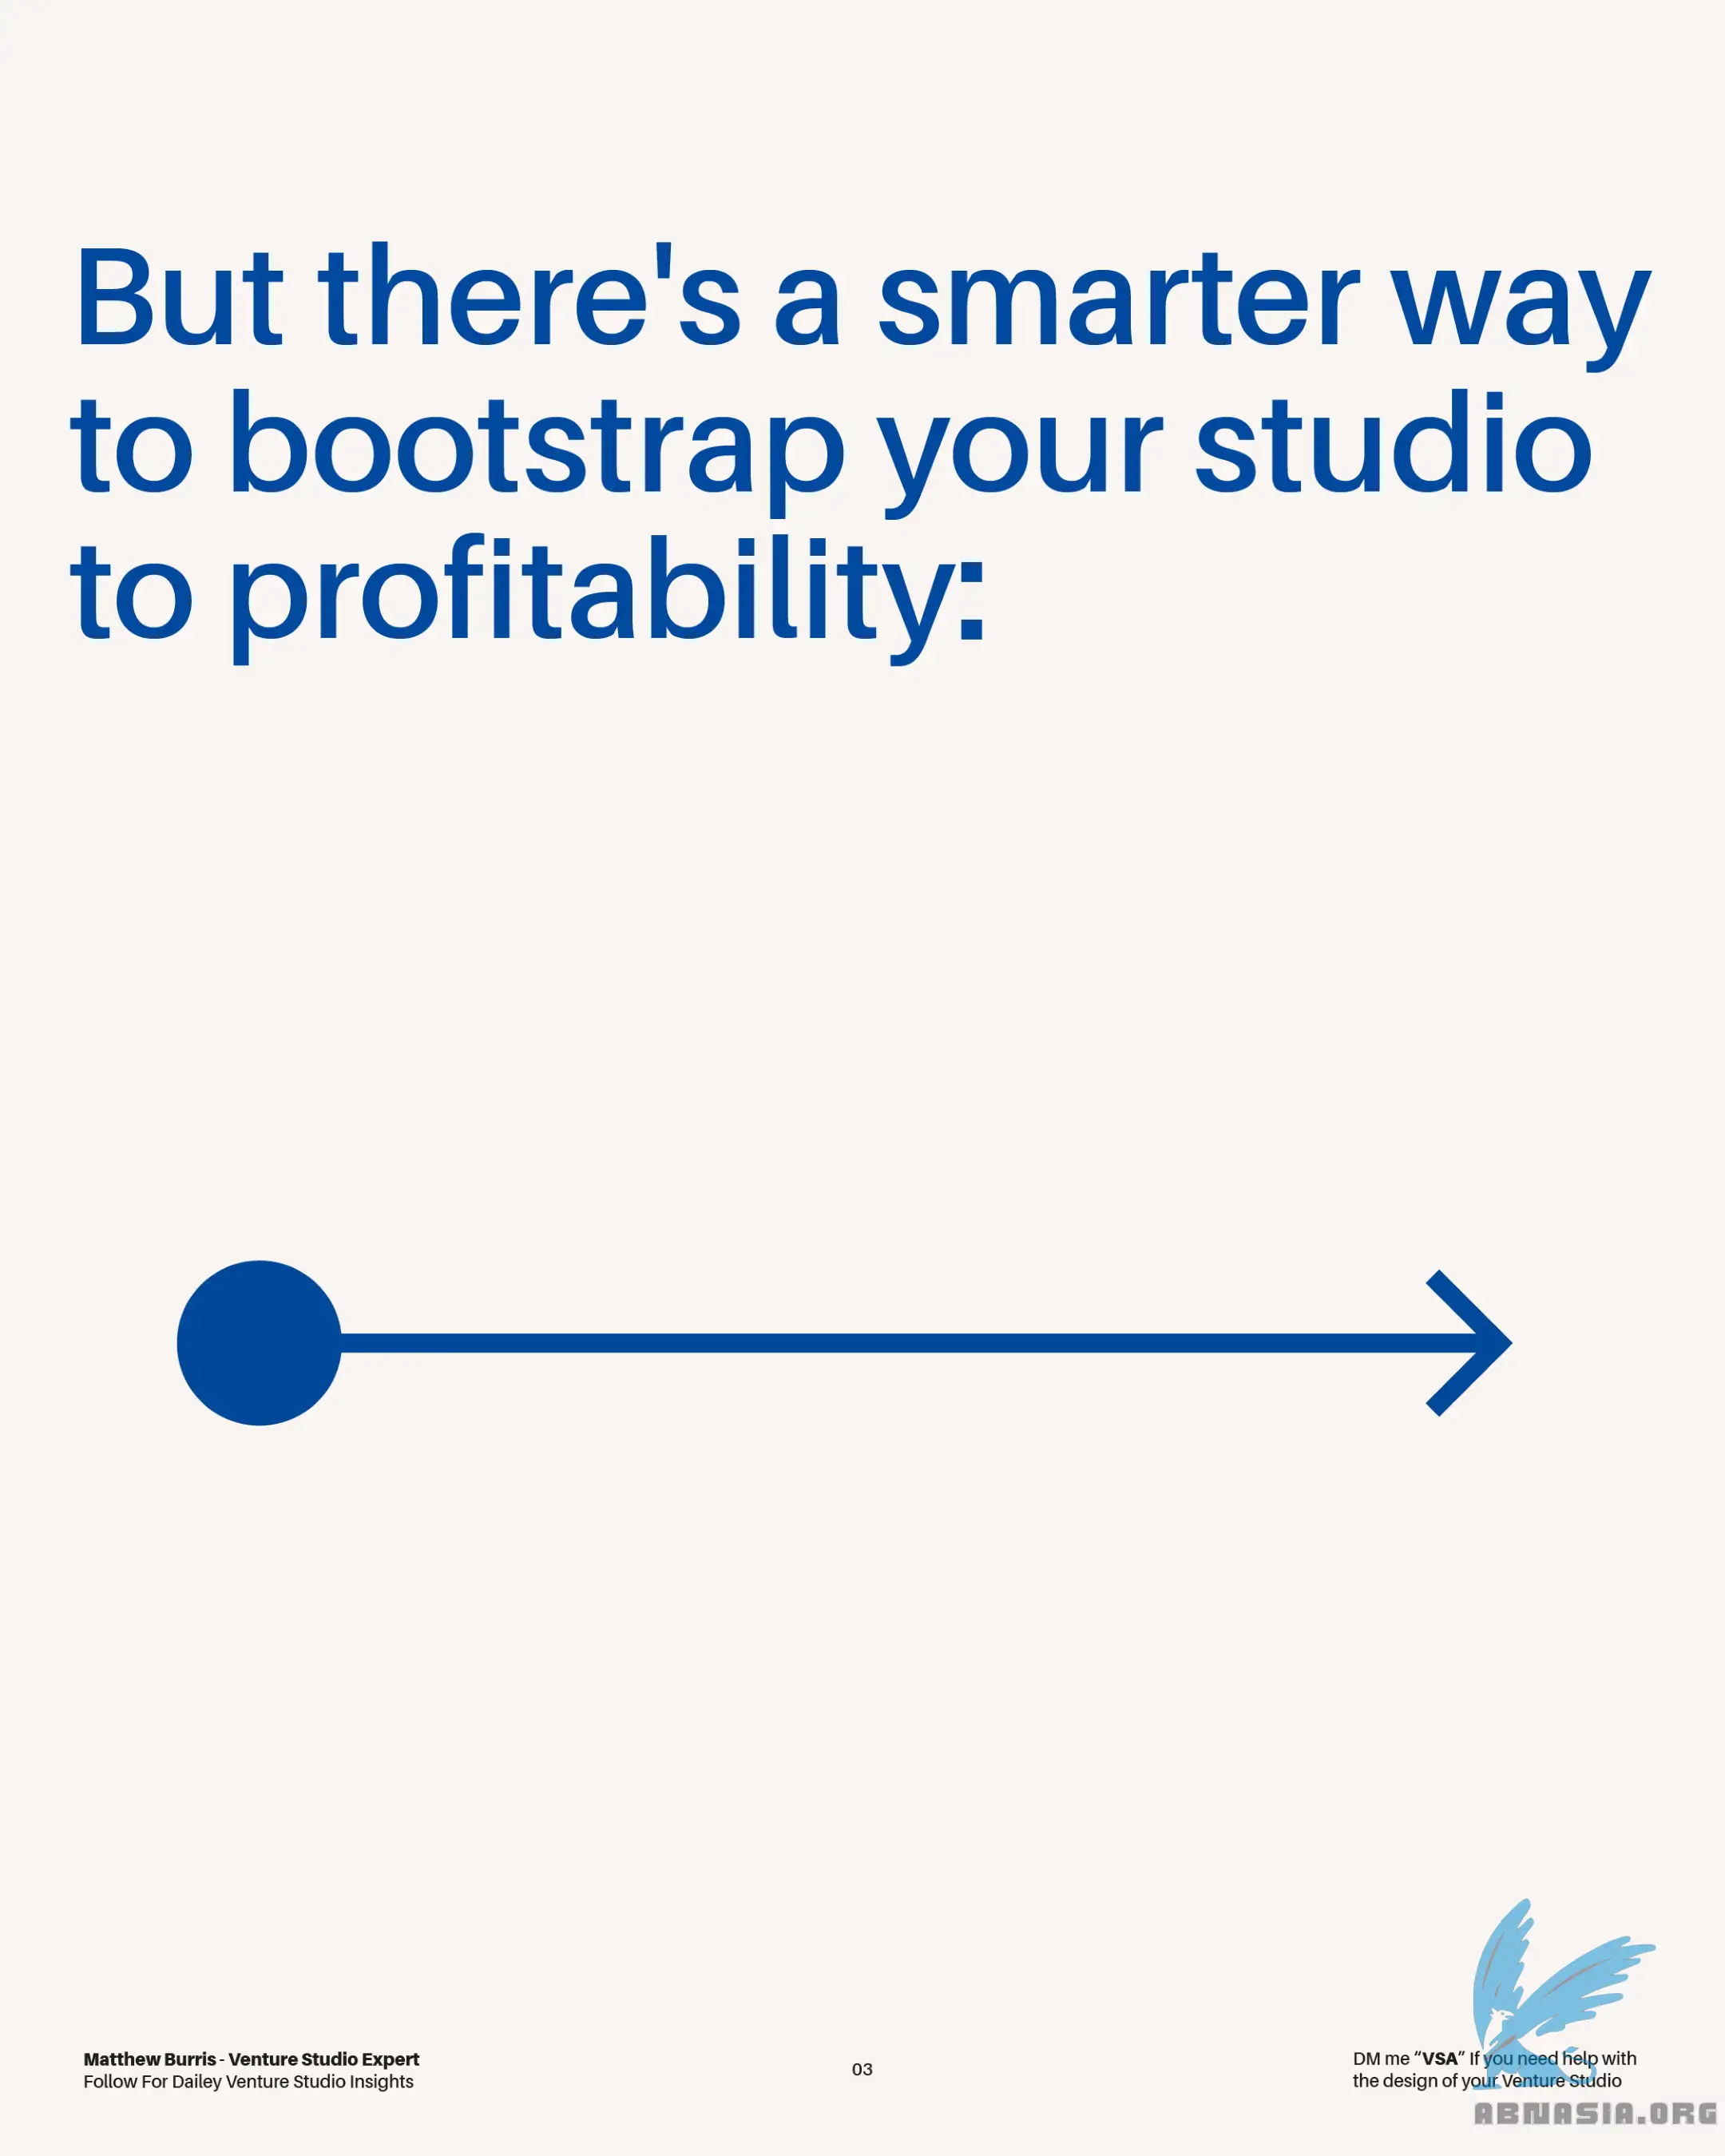 But there's a smarter way
to bootstrap your studio
to profitability:
Matthew Burris - Venture Studio Expert
Follow For Dailey Venture Studio Insights
03
DM me “VSA” If you need help with
the design of your Venture Studio
ABNASIA.ORG